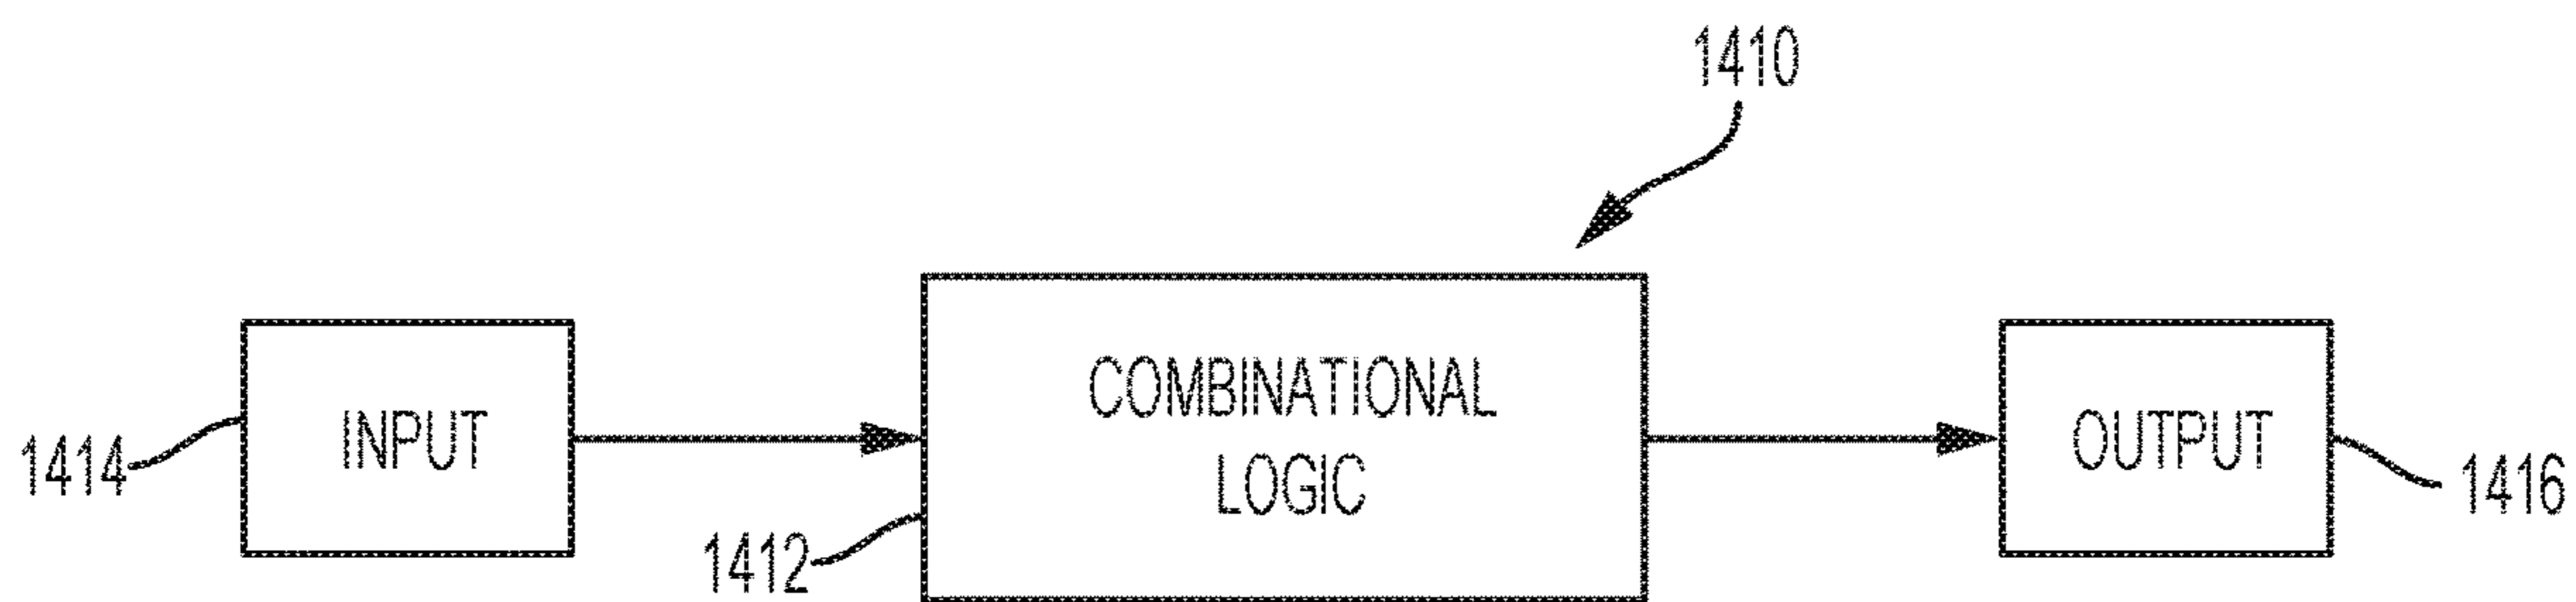 1410
COMBINATIONAL
LOGIC
INPUT
OUTPUT
1414
1412
1416